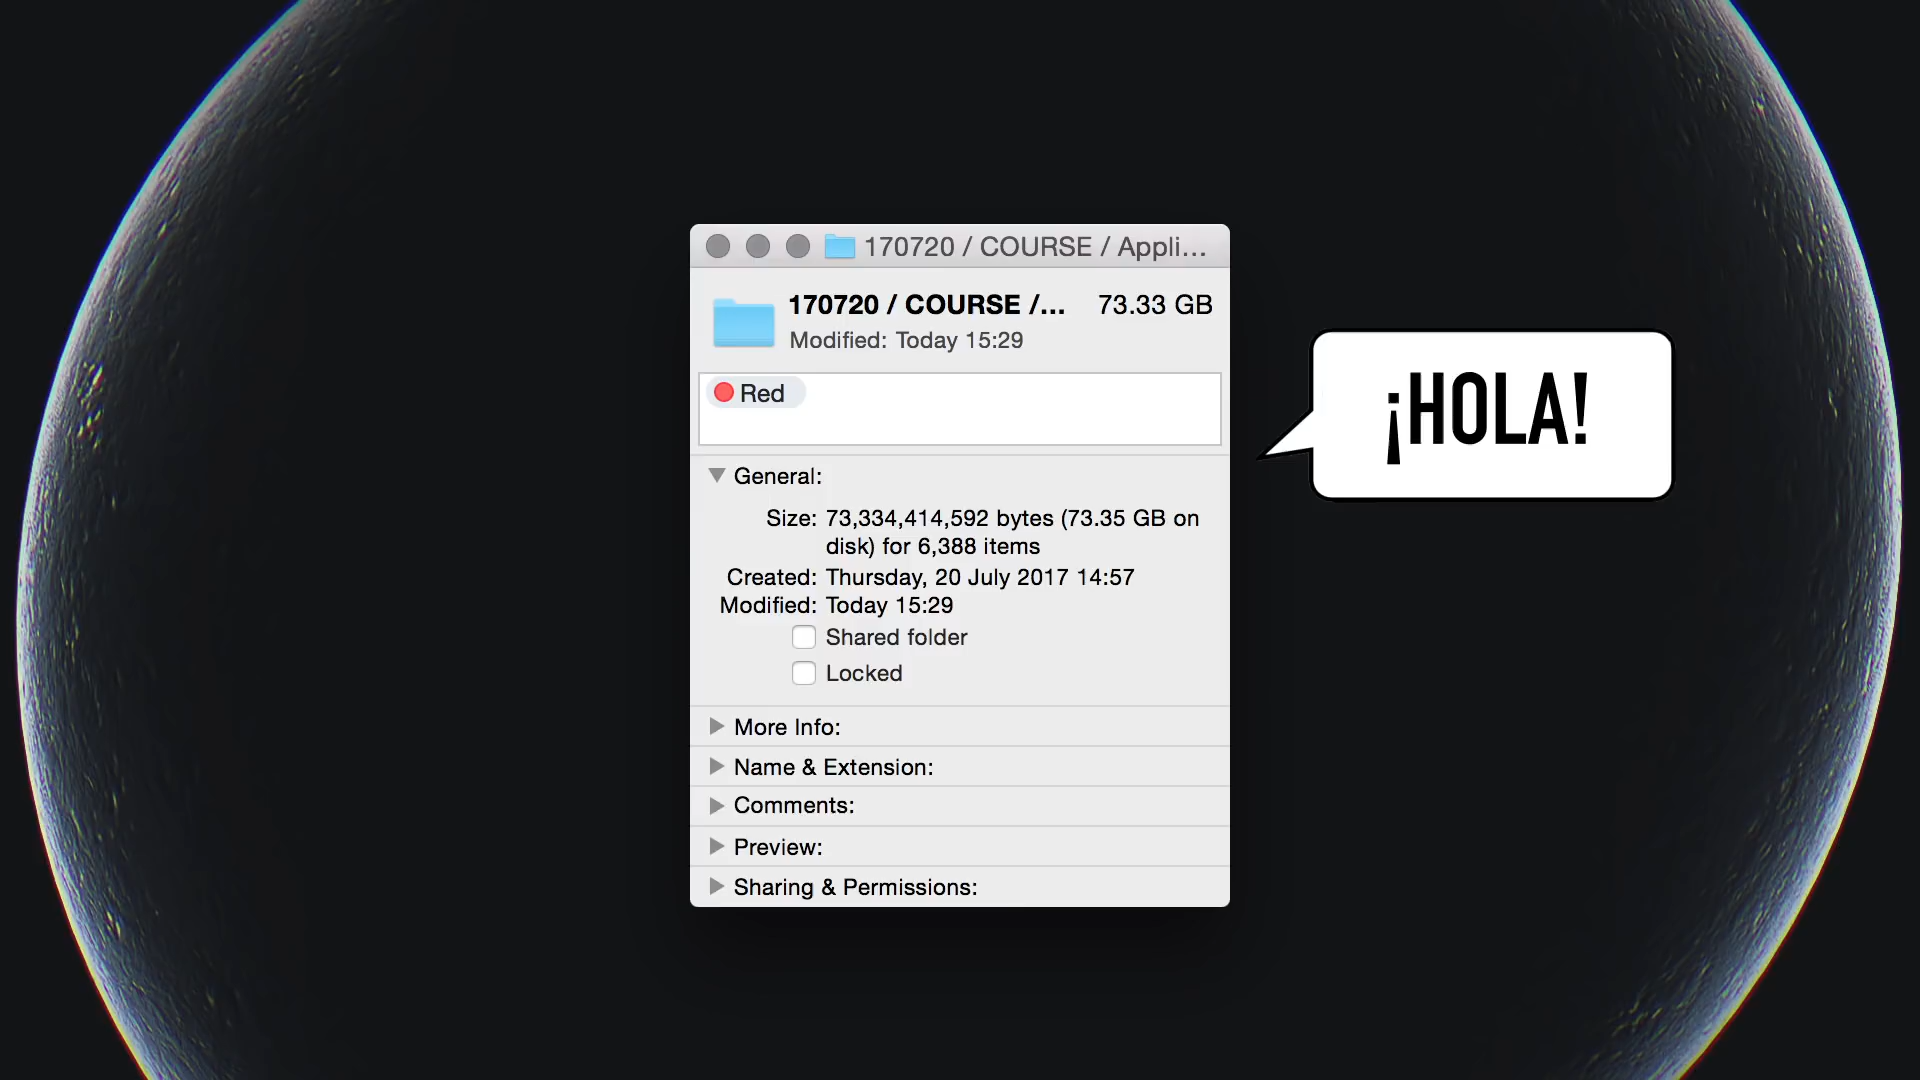 170720 / COURSE / Appli...
170720 / COURSE /... 73.33 GB
Modified: Today 15:29
Red
¡HOLA!
General:
Size: 73,334,414,592 bytes (73.35 GB on
disk) for 6,388 items
Created: Thursday, 20 July 2017 14:57
Modified: Today 15:29
Shared folder
Locked
More Info:
Name & Extension:
Comments:
Preview:
Sharing & Permissions: